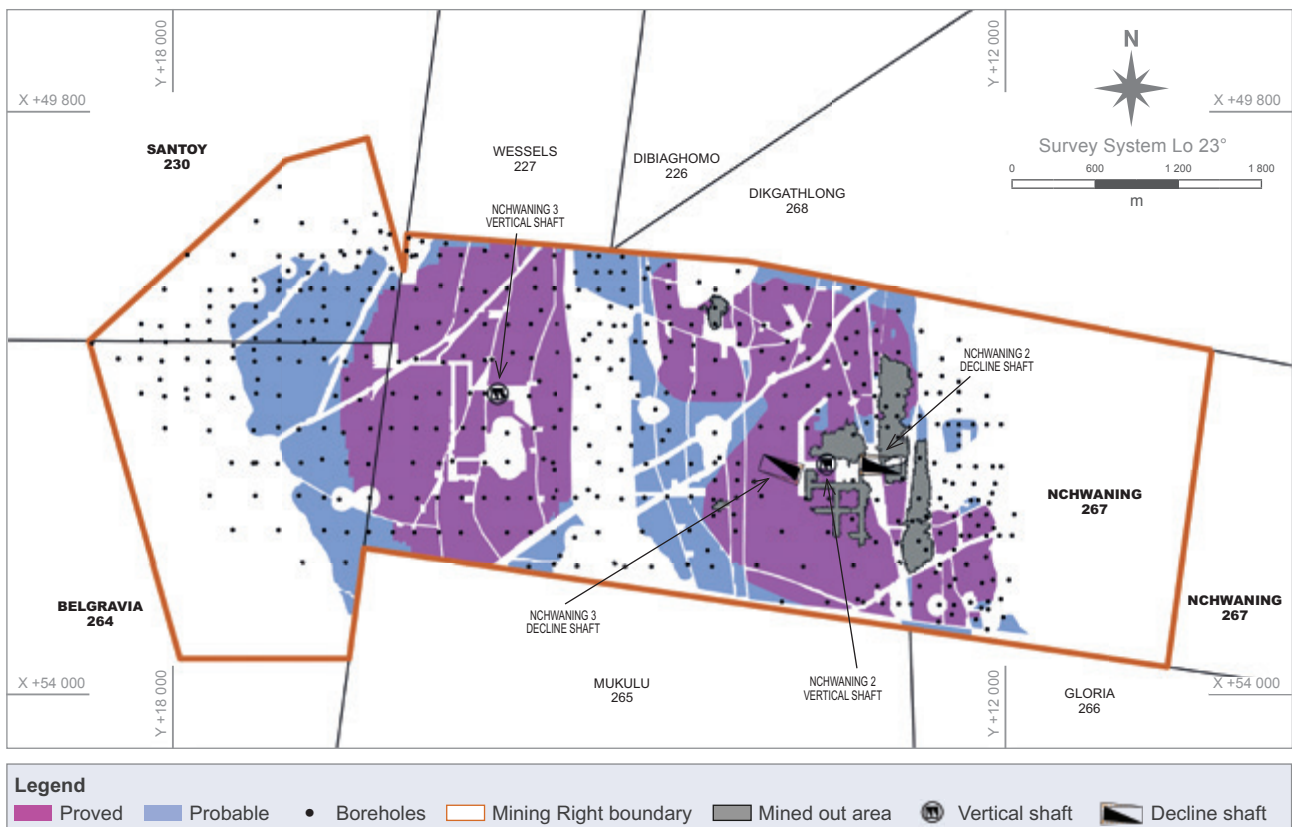 Y +18 000
Y +12 000
N
X +49 800
X +49 800
SANTOY
230
WESSELS
227
DIBIAGHOMO
226
DIKGATHLONG
268
Survey System Lo 23°
0 600 1 200 1 800
m
NCHWANING 3
VERTICAL SHAFT
NCHWANING 2
DECLINE SHAFT
NCHWANING
267
BELGRAVIA
264
NCHWANING
267
NCHWANING 3
DECLINE SHAFT
NCHWANING 2
VERTICAL SHAFT
MUKULU
265
GLORIA
266
X +54 000
X +54 000
Y +18 000
Y +12 000
Legend
Proved Probable Boreholes Mining Right boundary Mined out area Vertical shaft Decline shaft